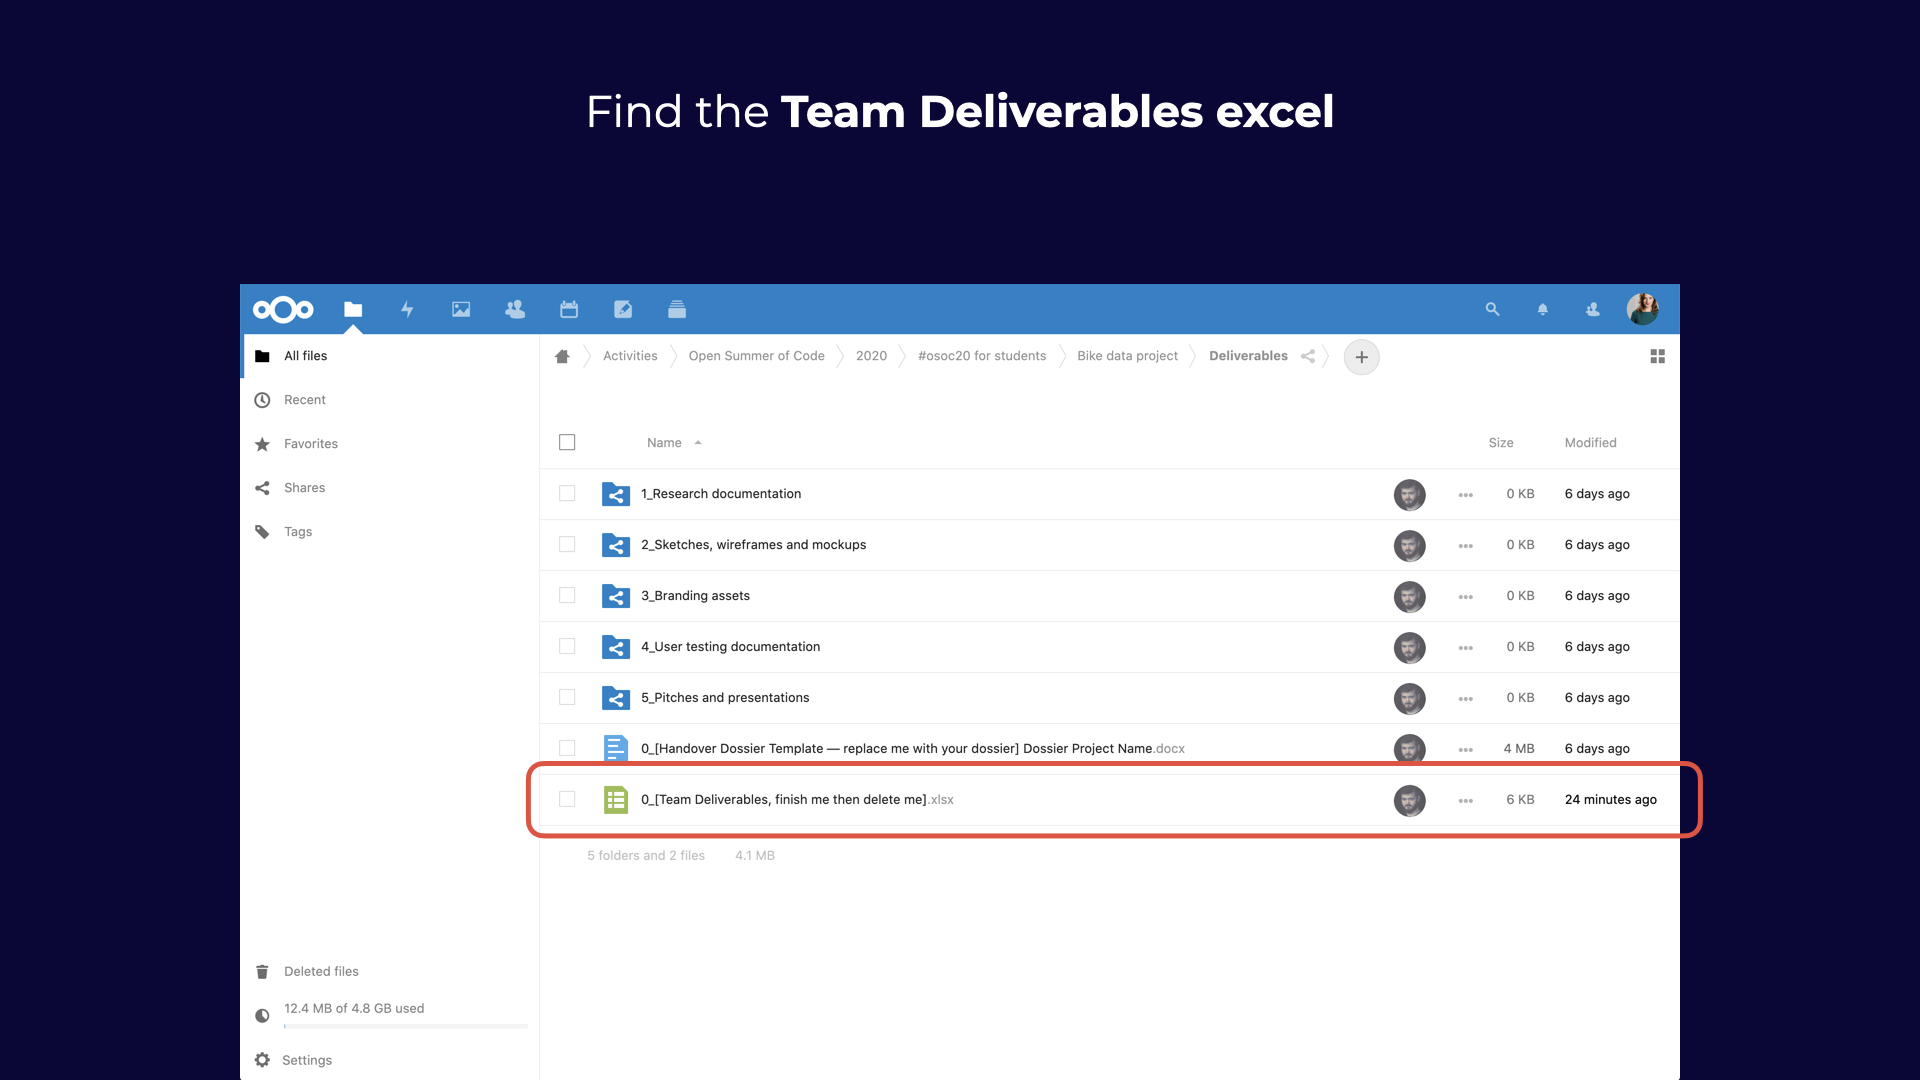 Find the Team Deliverables excel
All files
Recent
Favorites
Shares
Tags
Deleted files
12.4 MB of 4.8 GB used
Settings
Activities Open Summer of Code 2020 #osoc20 for students Bike data project Deliverables +
Name Size Modified
1_Research documentation 0 KB 6 days ago
2_Sketches, wireframes and mockups 0 KB 6 days ago
3_Branding assets 0 KB 6 days ago
4_User testing documentation 0 KB 6 days ago
5_Pitches and presentations 0 KB 6 days ago
0_[Handover Dossier Template — replace me with your dossier] Dossier Project Name.docx 4 MB 6 days ago
0_[Team Deliverables, finish me then delete me].xlsx 6 KB 24 minutes ago
5 folders and 2 files 4.1 MB